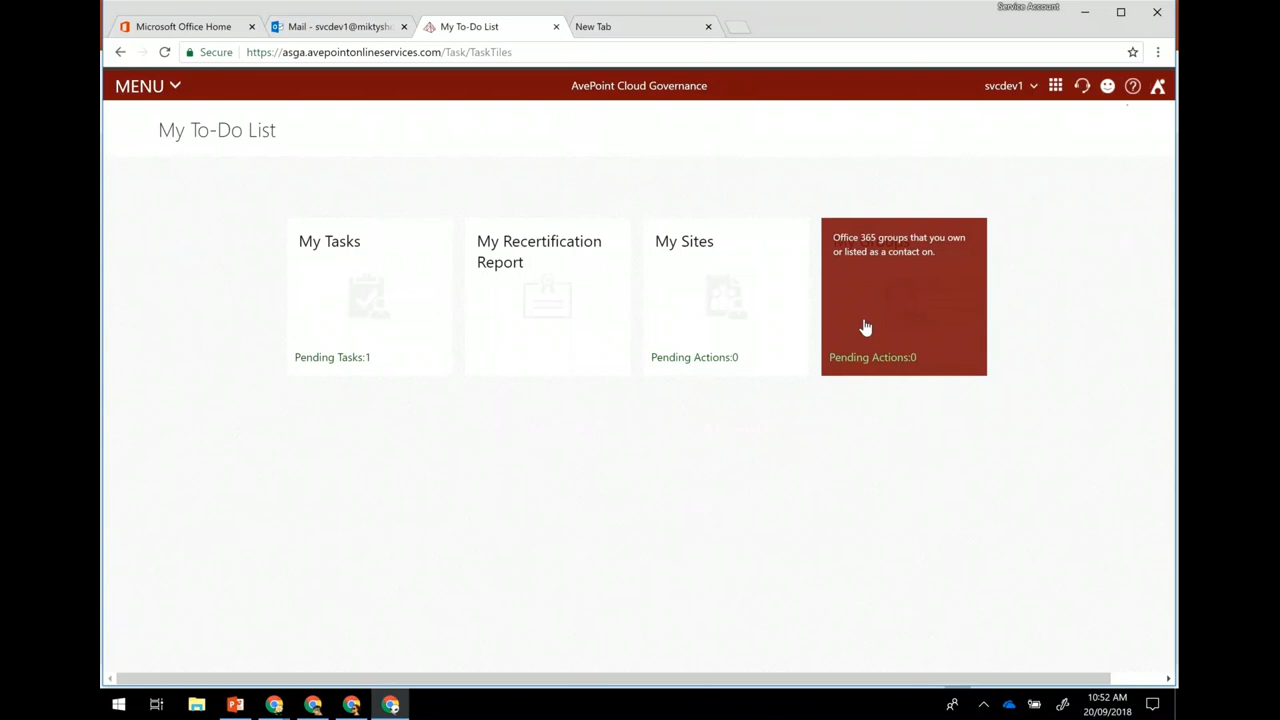 Service Account
Microsoft Office Home
Mail - svcdev1@miktysh
My To-Do List
New Tab
Secure
https://asga.avepointonlineservices.com/Task/TaskTiles
MENU
AvePoint Cloud Governance
svcdev1
My To-Do List
My Tasks
Pending Tasks:1
My Recertification
Report
My Sites
Pending Actions:0
Office 365 groups that you own
or listed as a contact on.
Pending Actions:0
10:52 AM
20/09/2018